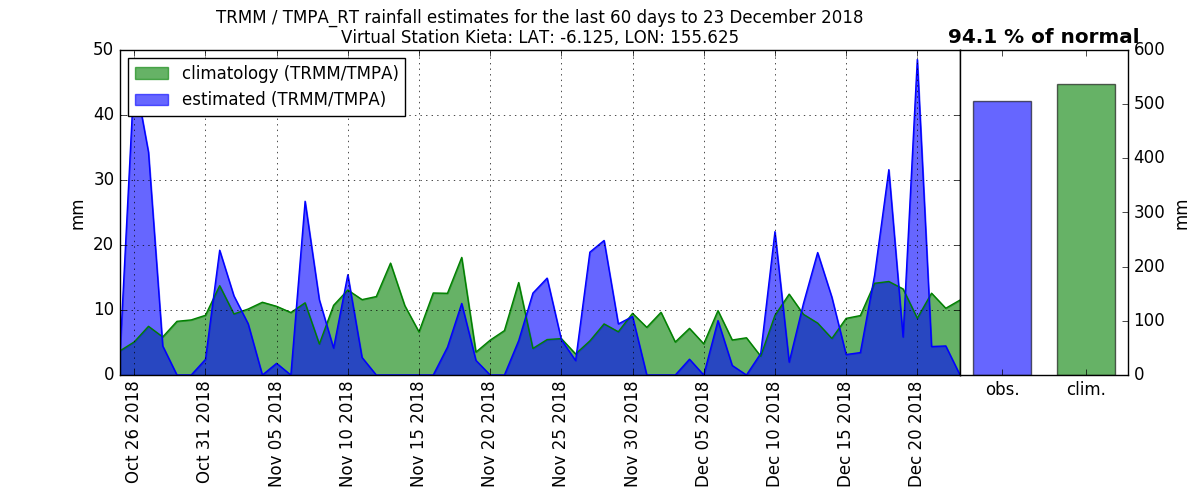 TRMM / TMPA_RT rainfall estimates for the last 60 days to 23 December 2018
Virtual Station Kieta: LAT: -6.125, LON: 155.625
94.1 % of normal
climatology (TRMM/TMPA)
estimated (TRMM/TMPA)
50
40
30
20
10
0
mm
Oct 26 2018
Oct 31 2018
Nov 05 2018
Nov 10 2018
Nov 15 2018
Nov 20 2018
Nov 25 2018
Nov 30 2018
Dec 05 2018
Dec 10 2018
Dec 15 2018
Dec 20 2018
obs.
clim.
600
500
400
300
200
100
0
mm